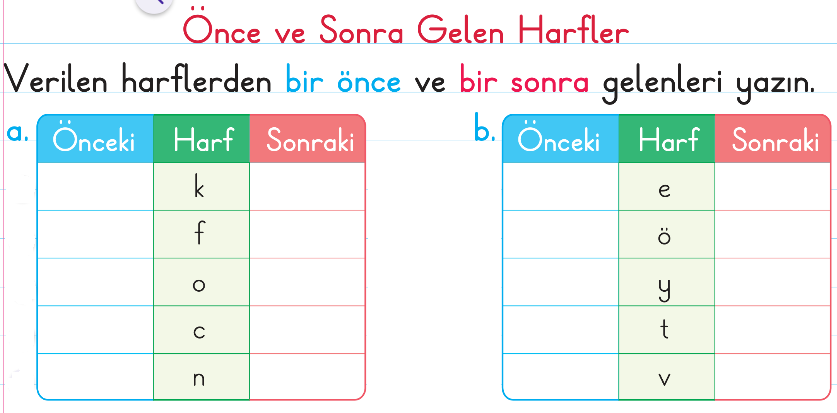 Önce ve Sonra Gelen Harfler
Verilen harflerden bir önce ve bir sonra gelenleri yazın.
a.
Önceki Harf Sonraki
k
f
o
c
n
b.
Önceki Harf Sonraki
e
ö
y
t
v